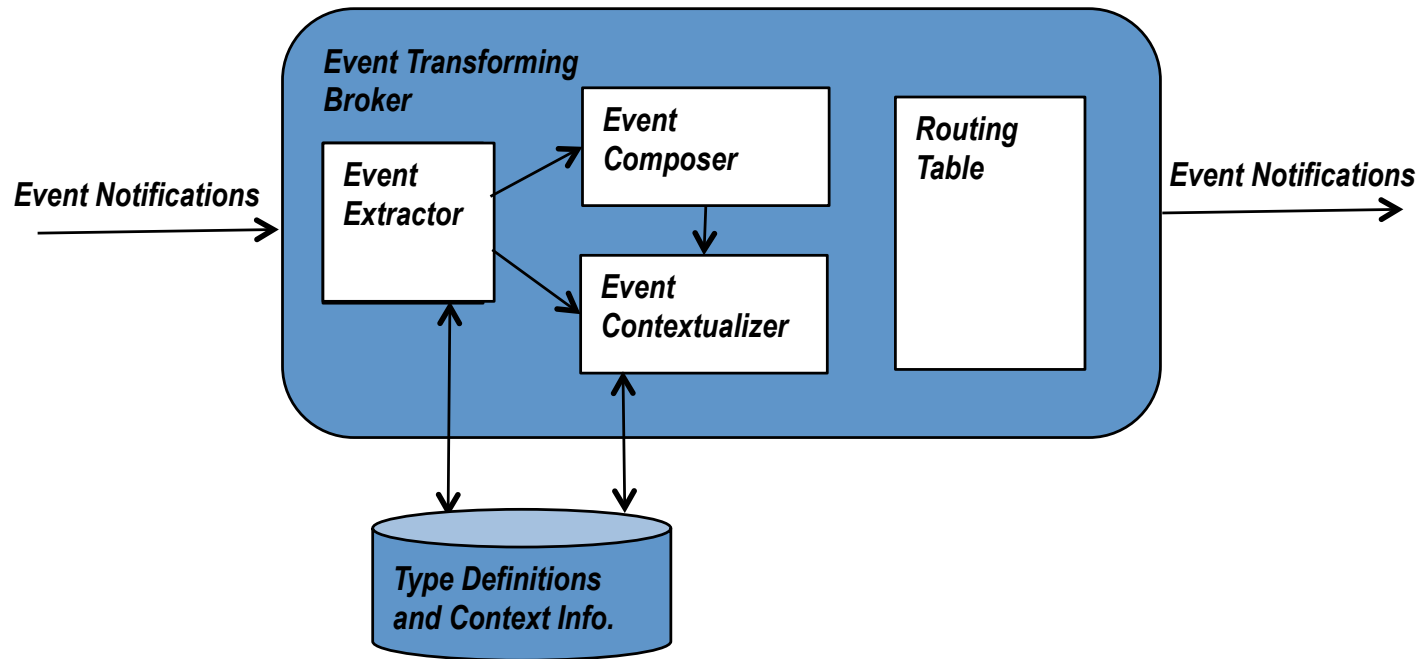 Event Transforming
Broker
Event Notifications
Event
Extractor
Event
Composer
Event
Contextualizer
Routing
Table
Event Notifications
Type Definitions
and Context Info.